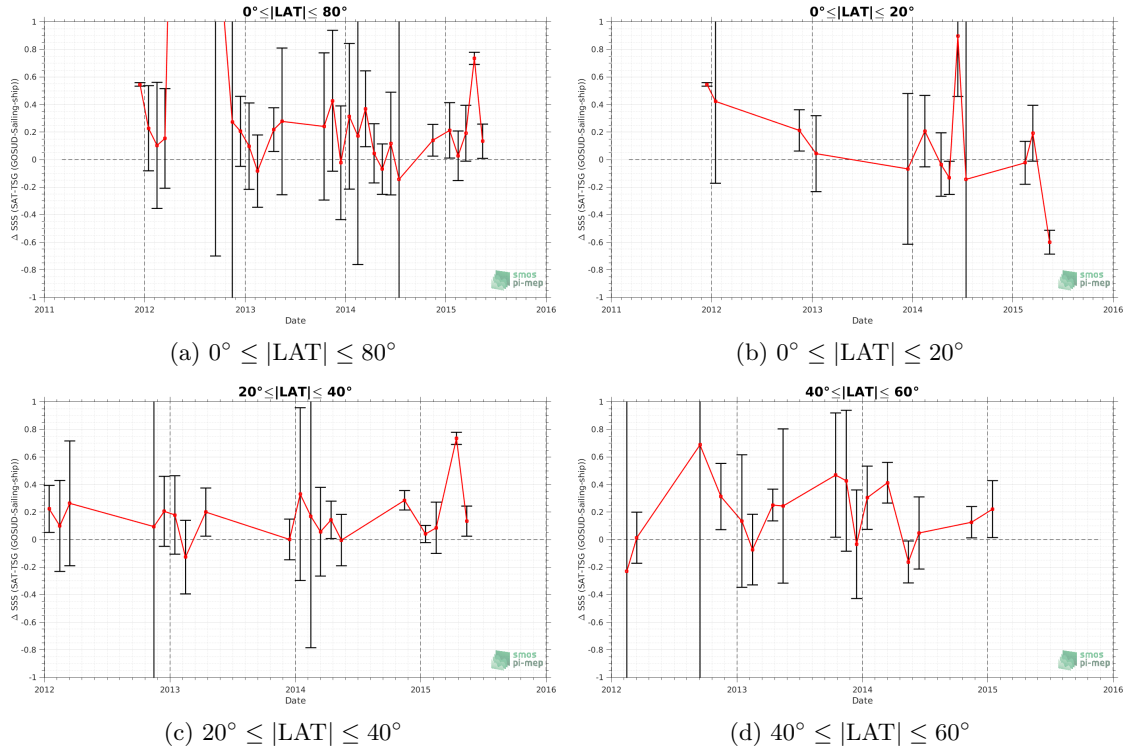 0°≤|LAT|≤ 80°
1
0.8
0.6
0.4
0.2
0
-0.2
-0.4
-0.6
-0.8
-1
Δ SSS (SAT-TSG (GOSUD-Sailing-ship))
2011 2012 2013 2014 2015 2016
Date
smos
pi-mep
(a) 0° ≤ |LAT| ≤ 80°
0°≤|LAT|≤ 20°
1
0.8
0.6
0.4
0.2
0
-0.2
-0.4
-0.6
-0.8
-1
Δ SSS (SAT-TSG (GOSUD-Sailing-ship))
2011 2012 2013 2014 2015 2016
Date
smos
pi-mep
(b) 0° ≤ |LAT| ≤ 20°
20°≤|LAT|≤ 40°
1
0.8
0.6
0.4
0.2
0
-0.2
-0.4
-0.6
-0.8
-1
Δ SSS (SAT-TSG (GOSUD-Sailing-ship))
2012 2013 2014 2015 2016
Date
smos
pi-mep
(c) 20° ≤ |LAT| ≤ 40°
40°≤|LAT|≤ 60°
1
0.8
0.6
0.4
0.2
0
-0.2
-0.4
-0.6
-0.8
-1
Δ SSS (SAT-TSG (GOSUD-Sailing-ship))
2012 2013 2014 2015 2016
Date
smos
pi-mep
(d) 40° ≤ |LAT| ≤ 60°